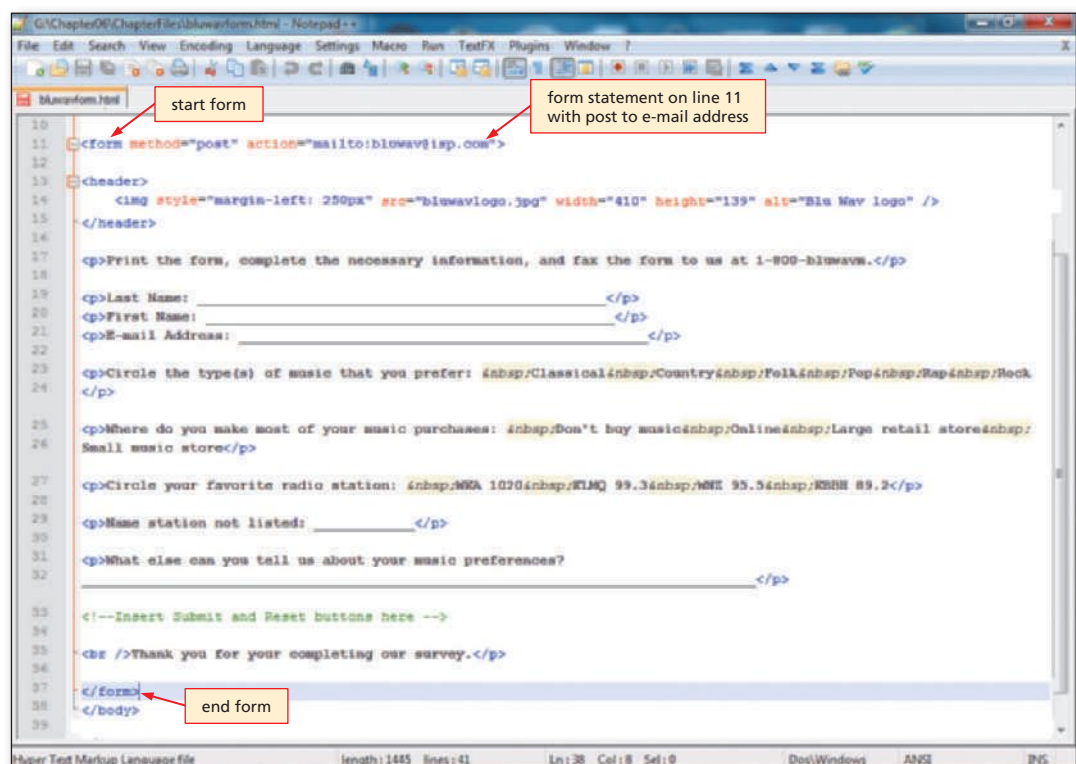 G:\Chapter06\ChapterFiles\bluwavform.html - Notepad++
File Edit Search View Encoding Language Settings Macro Run TextFX Plugins Window ? X
bluwavform.html
start form
form statement on line 11
with post to e-mail address
10
11 <form method="post" action="mailto:bluwav@isp.com">
12
13 <header>
14 <img style="margin-left: 250px" src="bluwavlogo.jpg" width="410" height="139" alt="Blu Wav logo" />
15 </header>
16
17 <p>Print the form, complete the necessary information, and fax the form to us at 1-800-bluwavm.</p>
18
19 <p>Last Name: ________________________________________</p>
20 <p>First Name: ________________________________________</p>
21 <p>E-mail Address: ________________________________________</p>
22
23 <p>Circle the type(s) of music that you prefer: &nbsp;Classical&nbsp;Country&nbsp;Folk&nbsp;Pop&nbsp;Rap&nbsp;Rock
24 </p>
25 <p>Where do you make most of your music purchases: &nbsp;Don't buy music&nbsp;Online&nbsp;Large retail store&nbsp;
26 Small music store</p>
27 <p>Circle your favorite radio station: &nbsp;WKA 1020&nbsp;KLMQ 99.3&nbsp;WNE 95.5&nbsp;KBBH 89.2</p>
28
29 <p>Name station not listed: __________</p>
30
31 <p>What else can you tell us about your music preferences?
32 __________________________________________________________________</p>
33 <!--Insert Submit and Reset buttons here -->
34
35 <br />Thank you for your completing our survey.</p>
36
37 </form>
end form
38 </body>
39
Hyper Text Markup Language file length : 1445 lines : 41 Ln : 38 Col : 8 Sel : 0 Dos\Windows ANSI INS